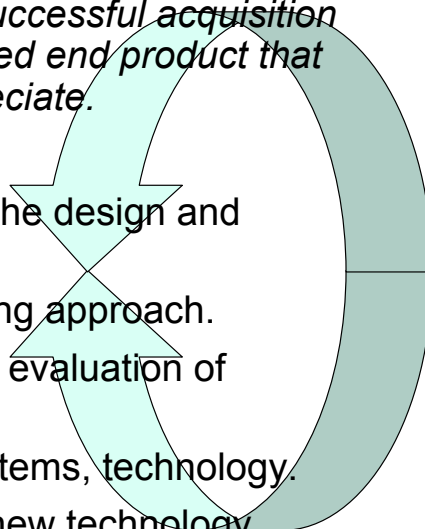 uccessful acquisition
ed end product that
eciate.
he design and
ng approach.
evaluation of
tems, technology.
new technology